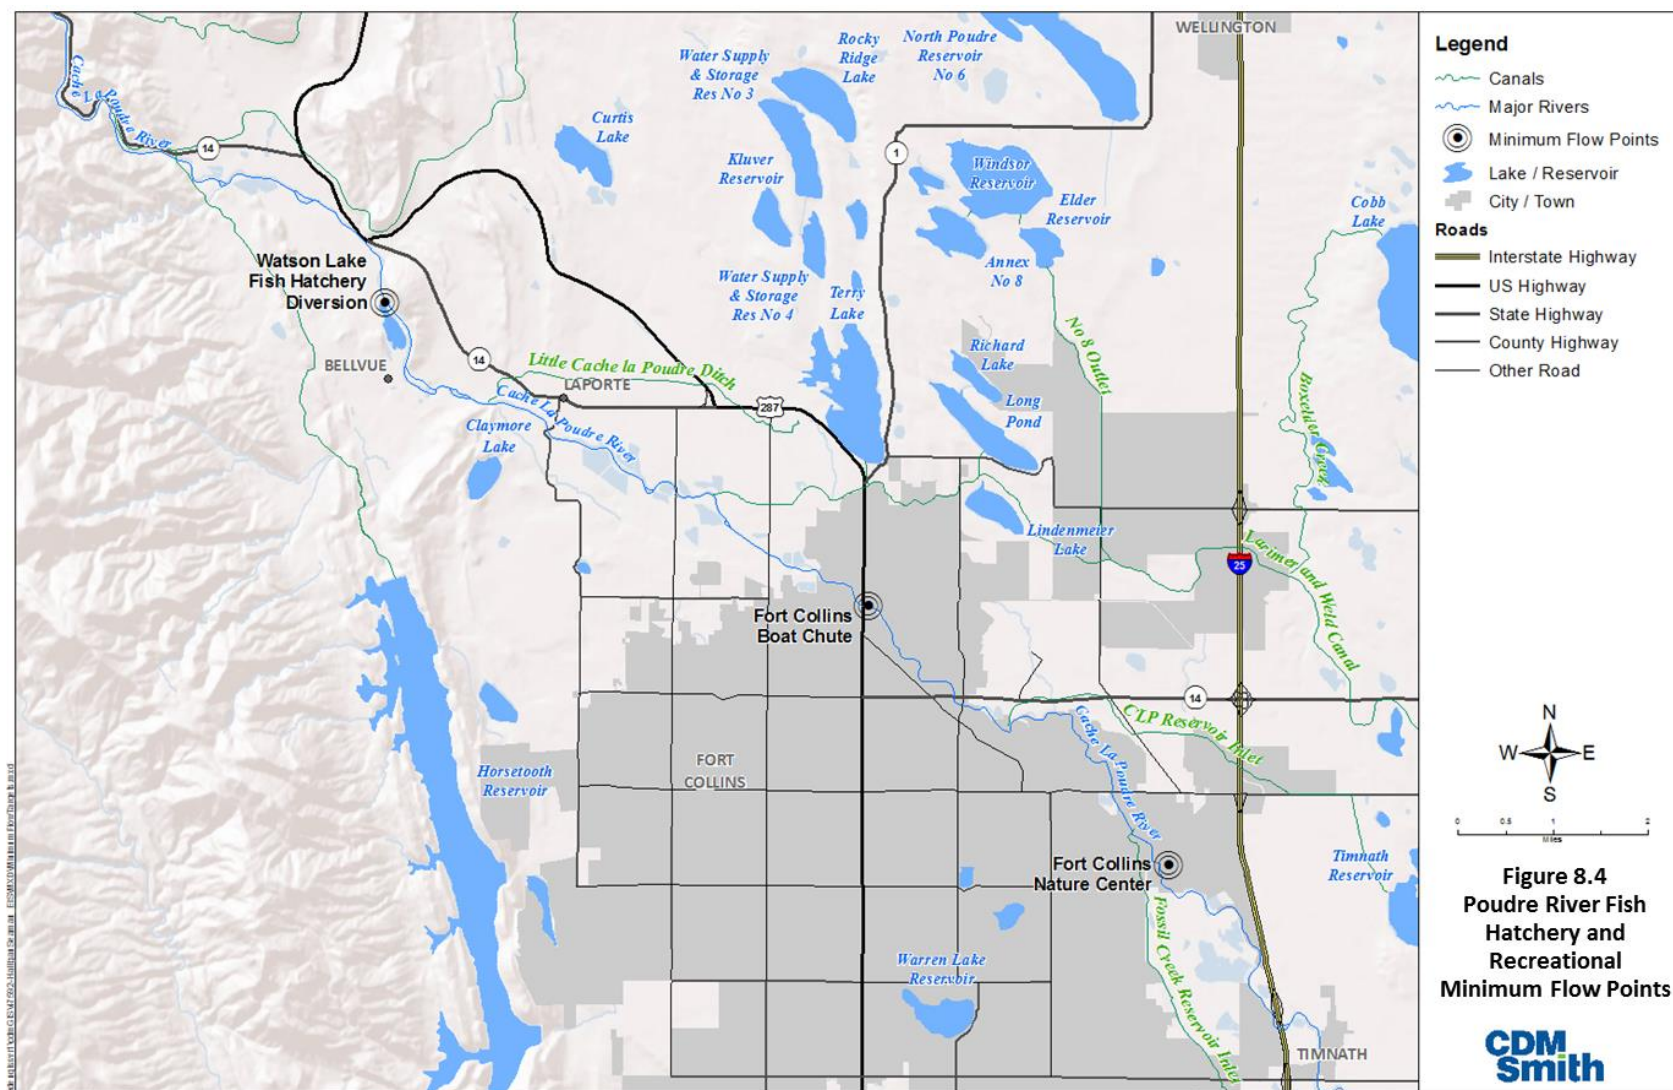 WELLINGTON
Water Supply
& Storage
Res No 3
Rocky
Ridge
Lake
North Poudre
Reservoir
No 6
Cache La Poudre River
14
Curtis
Lake
Kluver
Reservoir
1
Windsor
Reservoir
Elder
Reservoir
Cobb
Lake
Watson Lake
Fish Hatchery
Diversion
Water Supply
& Storage
Res No 4
Terry
Lake
Annex
No 8
No 8 Outlet
Richard
Lake
BELLVUE
14
Little Cache la Poudre Ditch
LAPORTE
287
Cache La Poudre River
Claymore
Lake
Long
Pond
Boxelder Creek
Lindenmeier
Lake
25
Larimer and Weld Canal
Fort Collins
Boat Chute
14
CLP Reservoir Inlet
Cache La Poudre River
FORT
COLLINS
Horsetooth
Reservoir
Fort Collins
Nature Center
Timnath
Reservoir
Fossil Creek Reservoir Inlet
Warren Lake
Reservoir
TIMNATH
Legend
Canals
Major Rivers
Minimum Flow Points
Lake / Reservoir
City / Town
Roads
Interstate Highway
US Highway
State Highway
County Highway
Other Road
N
W E
S
0 0.5 1 2
Miles
Figure 8.4
Poudre River Fish
Hatchery and
Recreational
Minimum Flow Points
CDM
Smith